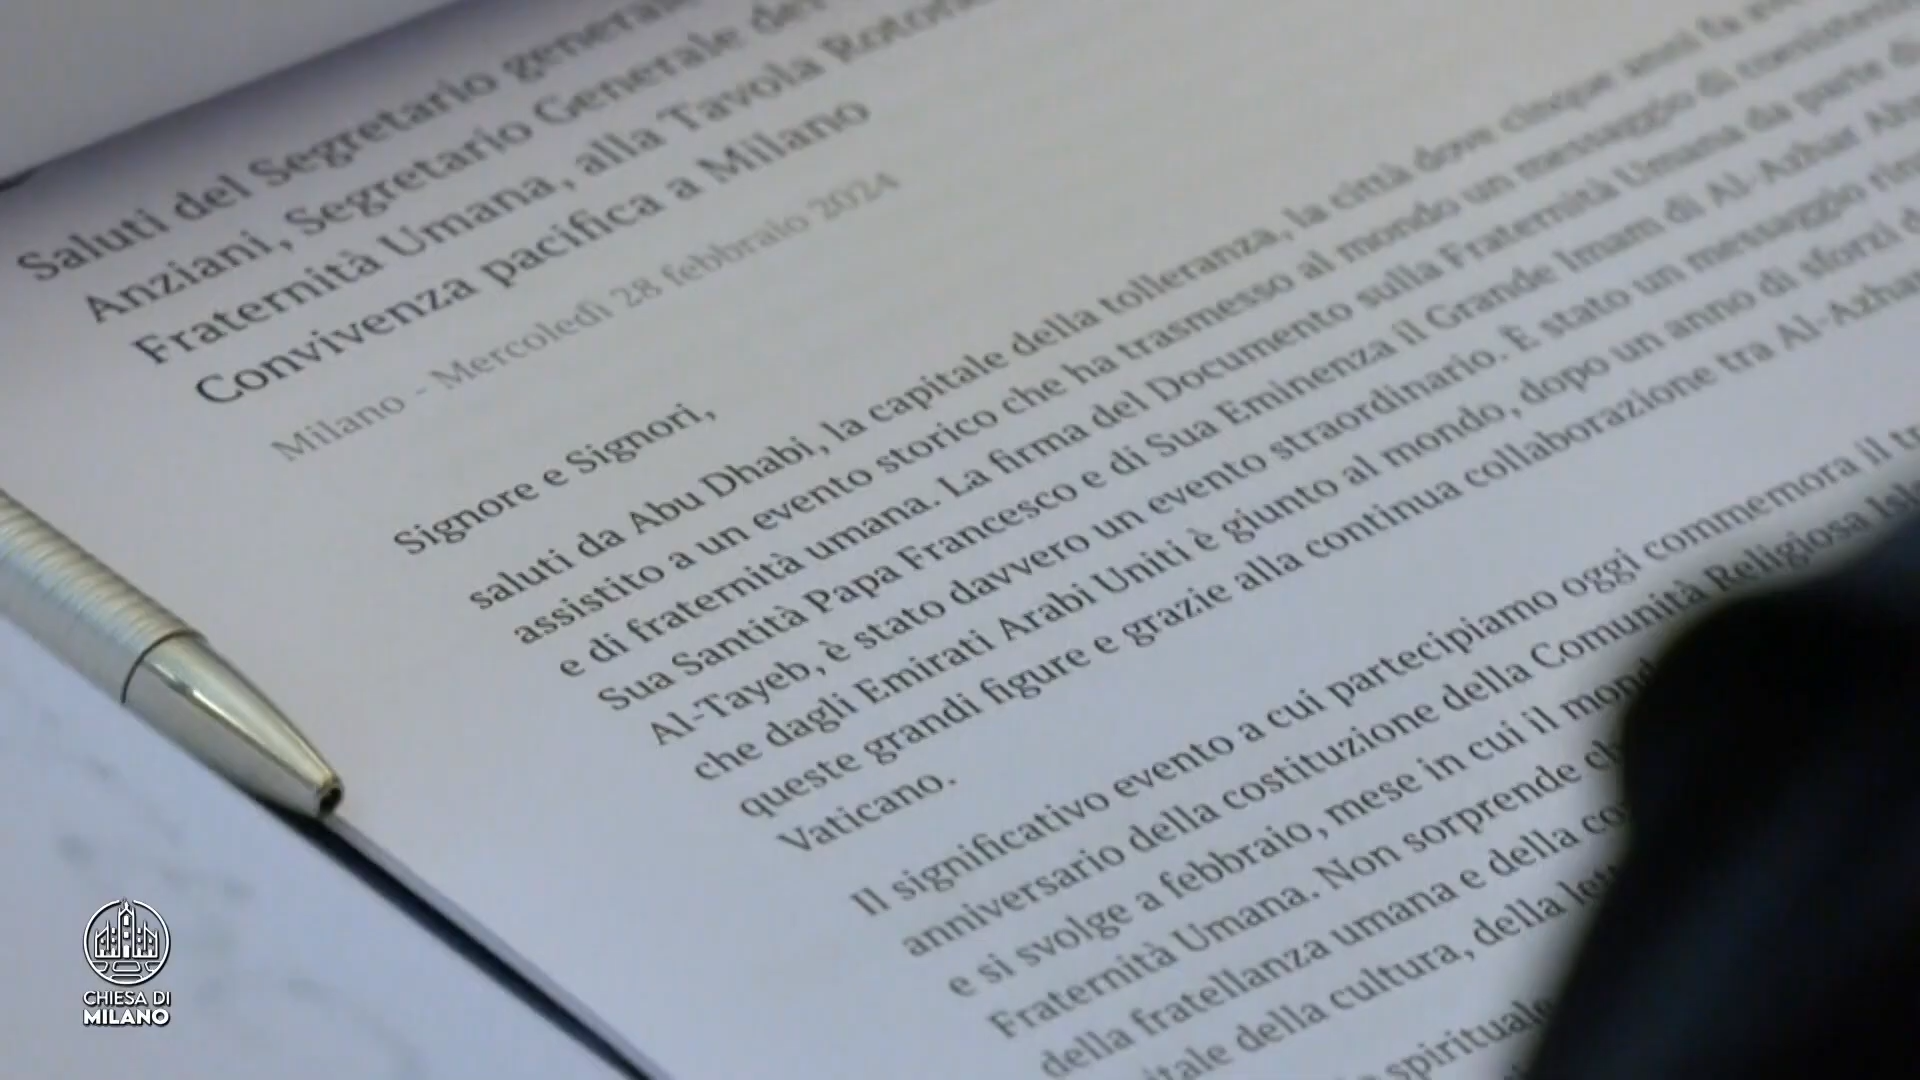 Saluti del Segretario generale
Anziani, Segretario Generale del
Fraternità Umana, alla Tavola Rotonda
Convivenza pacifica a Milano
Milano - Mercoledì 28 febbraio 2024
Signore e Signori,
saluti da Abu Dhabi, la capitale della tolleranza, la città dove cinque anni fa
assistito a un evento storico che ha trasmesso al mondo un messaggio di
e di fraternità umana. La firma del Documento sulla Fraternità Umana da parte di
Sua Santità Papa Francesco e di Sua Eminenza il Grande Imam di Al-Azhar
Al-Tayeb, è stato davvero un evento straordinario. È stato un messaggio
che dagli Emirati Arabi Uniti è giunto al mondo, dopo un anno di sforzi
queste grandi figure e grazie alla continua collaborazione tra Al-Azhar
Vaticano.
Il significativo evento a cui partecipiamo oggi commemora il
anniversario della costituzione della Comunità Religiosa
e si svolge a febbraio, mese in cui il
Fraternità Umana. Non sorprende
della fratellanza umana e della
della cultura, della
spirituale
CHIESA DI
MILANO